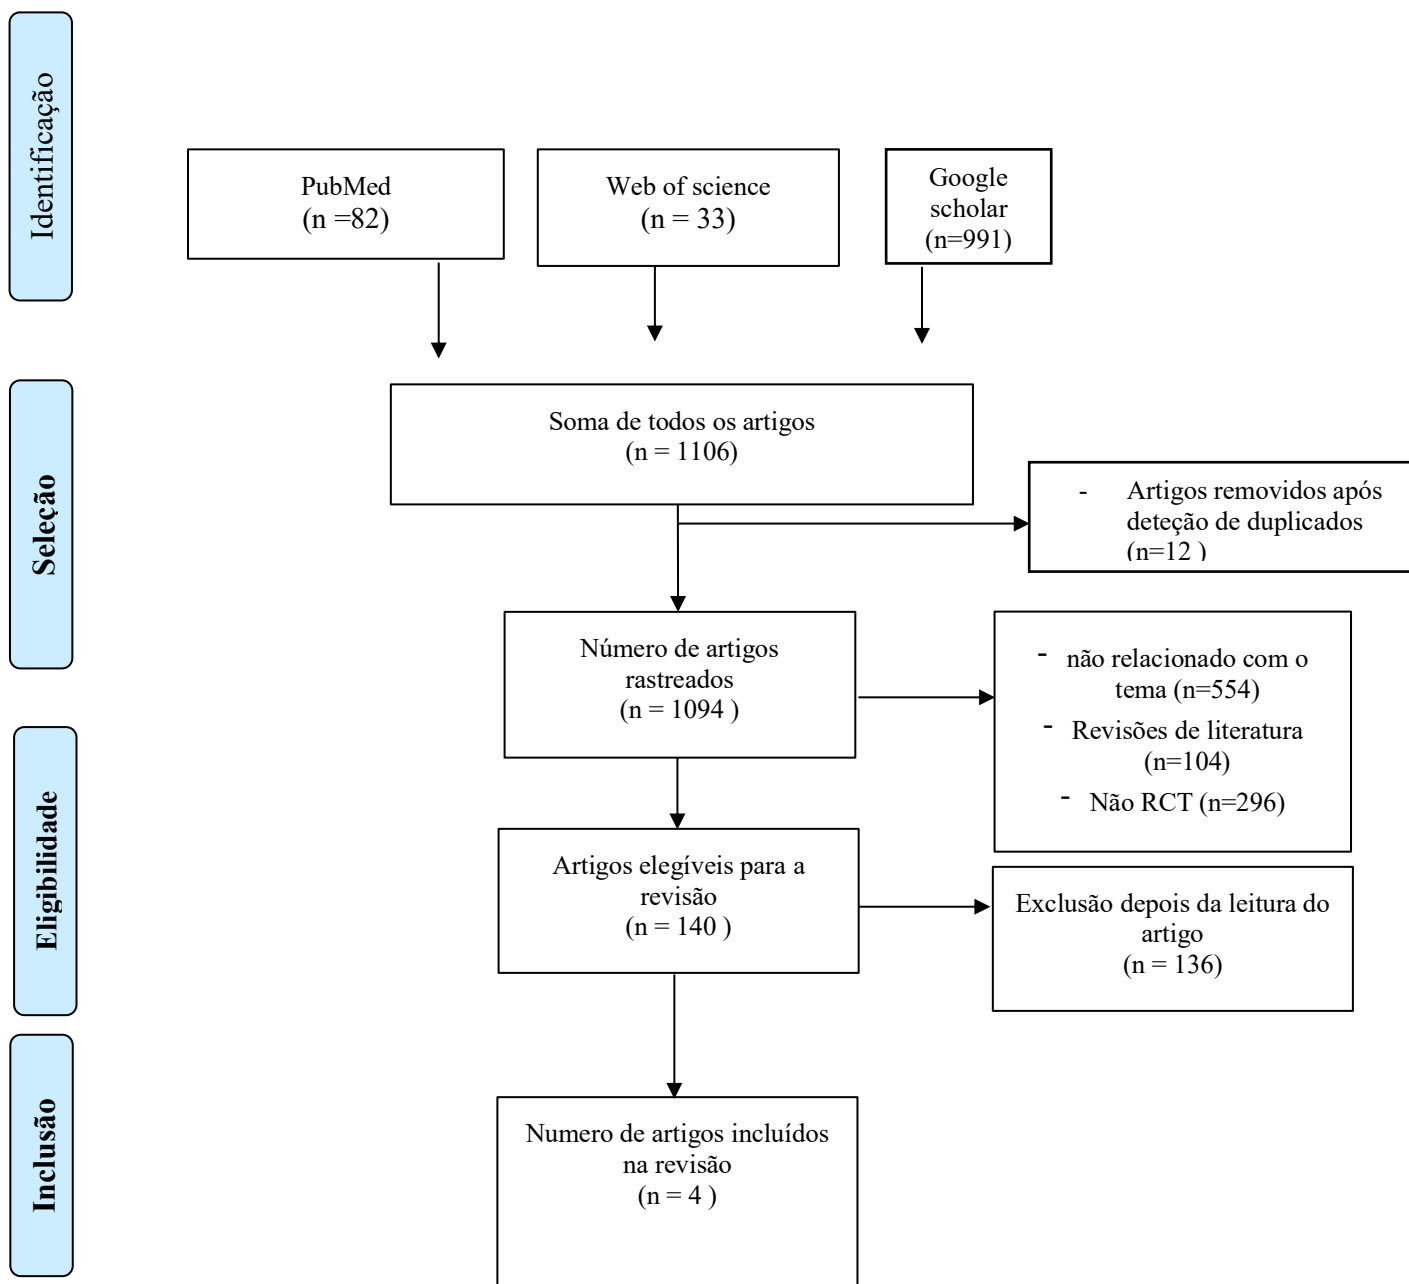 Identificação
PubMed
(n =82)
Web of science
(n = 33)
Google
scholar
(n=991)
Seleção
Soma de todos os artigos
(n = 1106)
- Artigos removidos após
deteção de duplicados
(n=12 )
Número de artigos
rastreados
(n = 1094 )
- não relacionado com o
tema (n=554)
- Revisões de literatura
(n=104)
- Não RCT (n=296)
Eligibilidade
Artigos elegíveis para a
revisão
(n = 140 )
Exclusão depois da leitura do
artigo
(n = 136)
Inclusão
Numero de artigos incluídos
na revisão
(n = 4 )